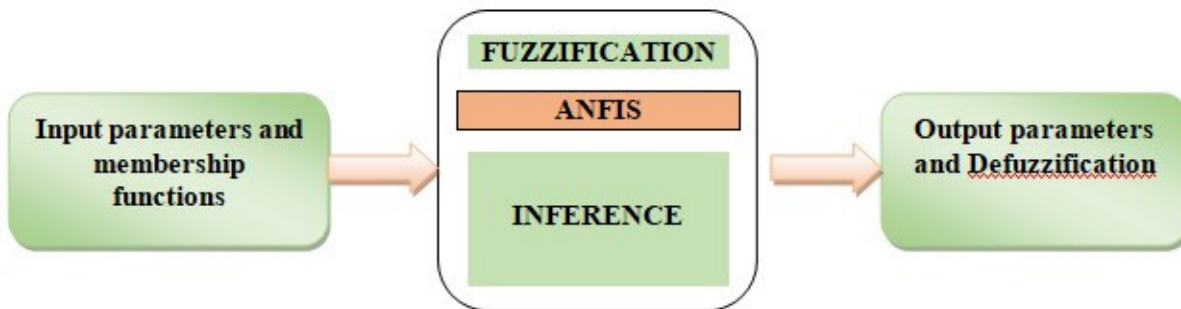 Input parameters and
membership
functions
FUZZIFICATION
ANFIS
INFERENCE
Output parameters
and Defuzzification